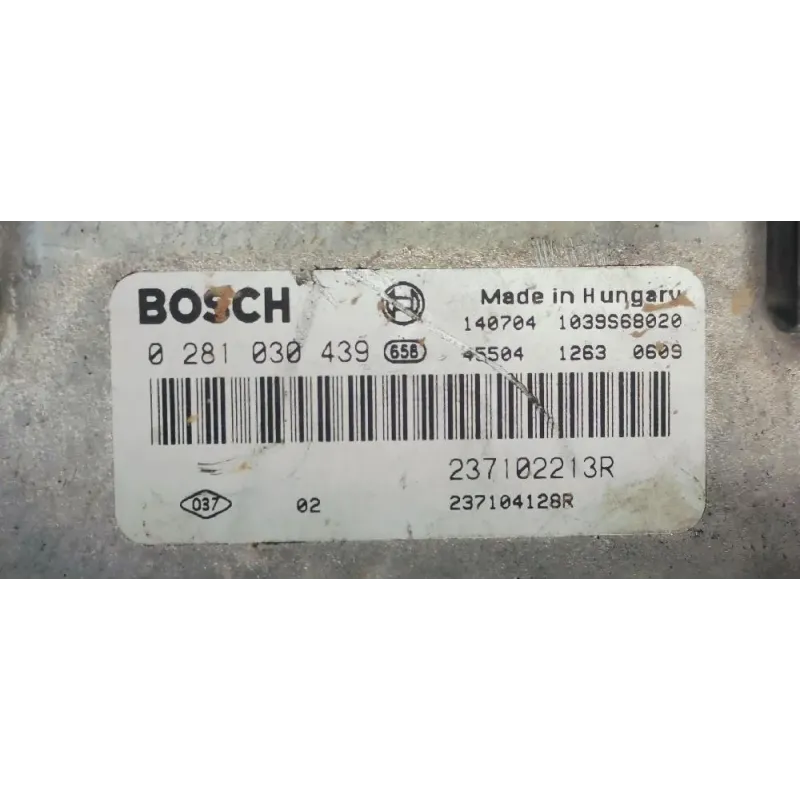 BOSCH Made in Hungary
140704 1039S68020
0 281 030 439 658 45504 1263 0609
237102213R
037 02 237104128R